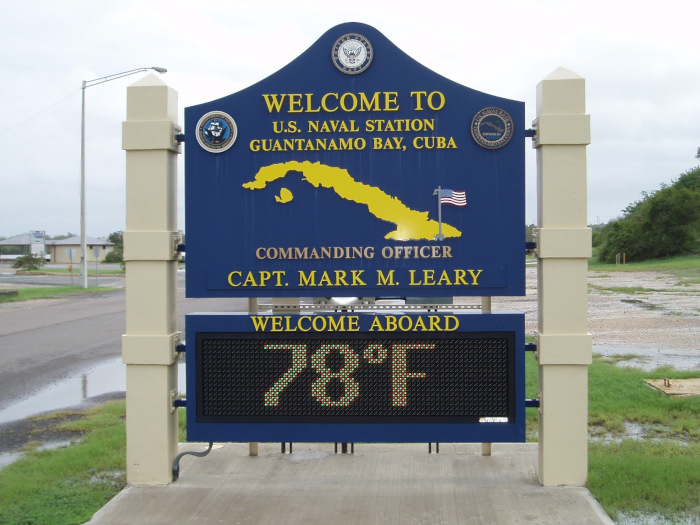 WELCOME TO
U.S. NAVAL STATION
GUANTANAMO BAY, CUBA
COMMANDING OFFICER
CAPT. MARK M. LEARY
WELCOME ABOARD
78°F